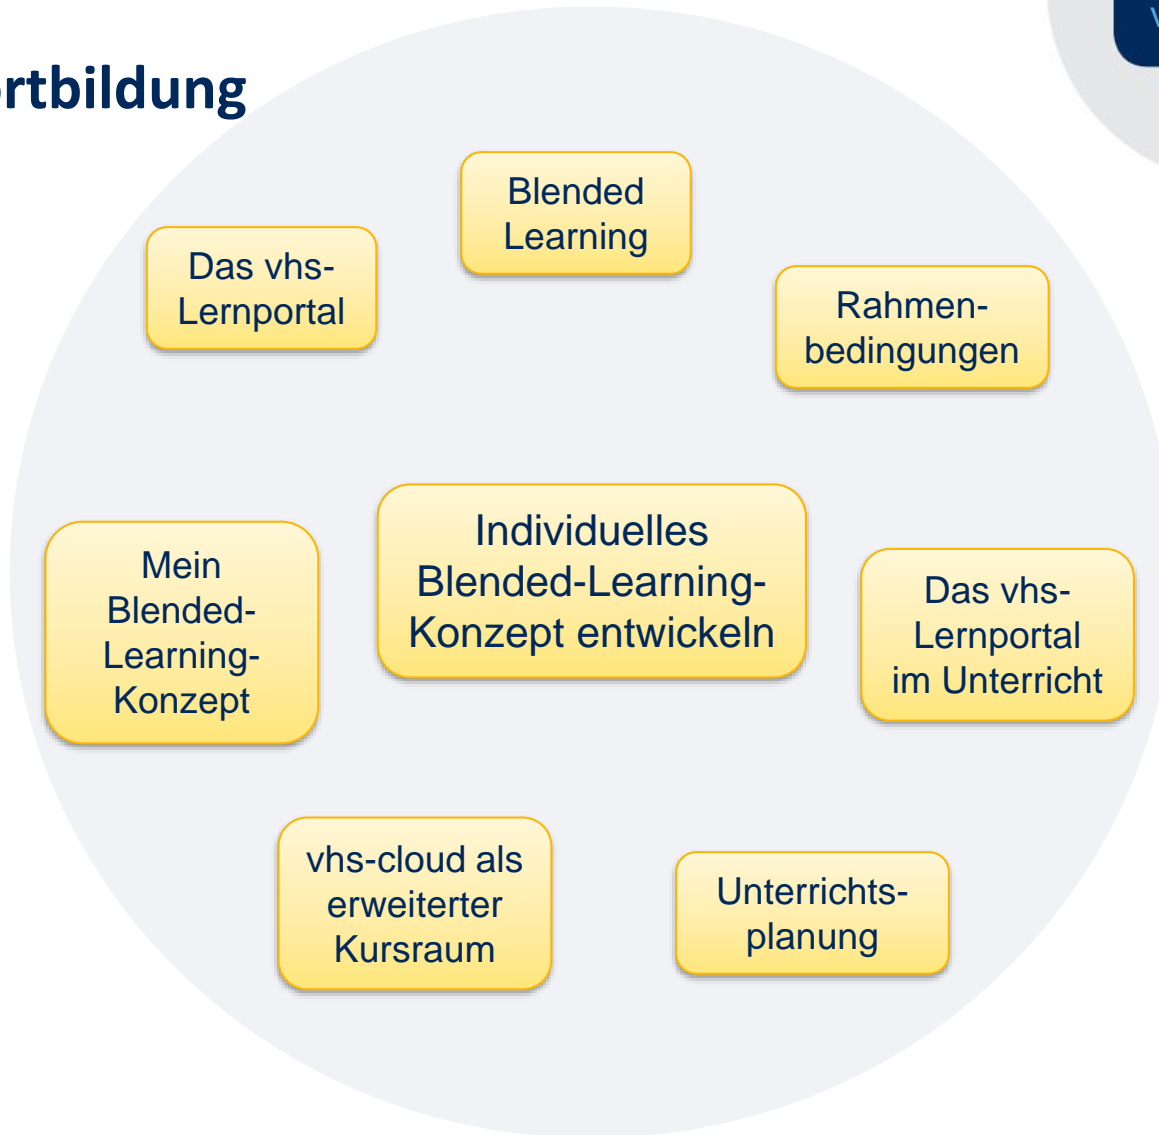 rtbildung
Blended
Learning
Das vhs-
Lernportal
Rahmen-
bedingungen
Individuelles
Blended-Learning-
Konzept entwickeln
Mein
Blended-
Learning-
Konzept
Das vhs-
Lernportal
im Unterricht
vhs-cloud als
erweiterter
Kursraum
Unterrichts-
planung